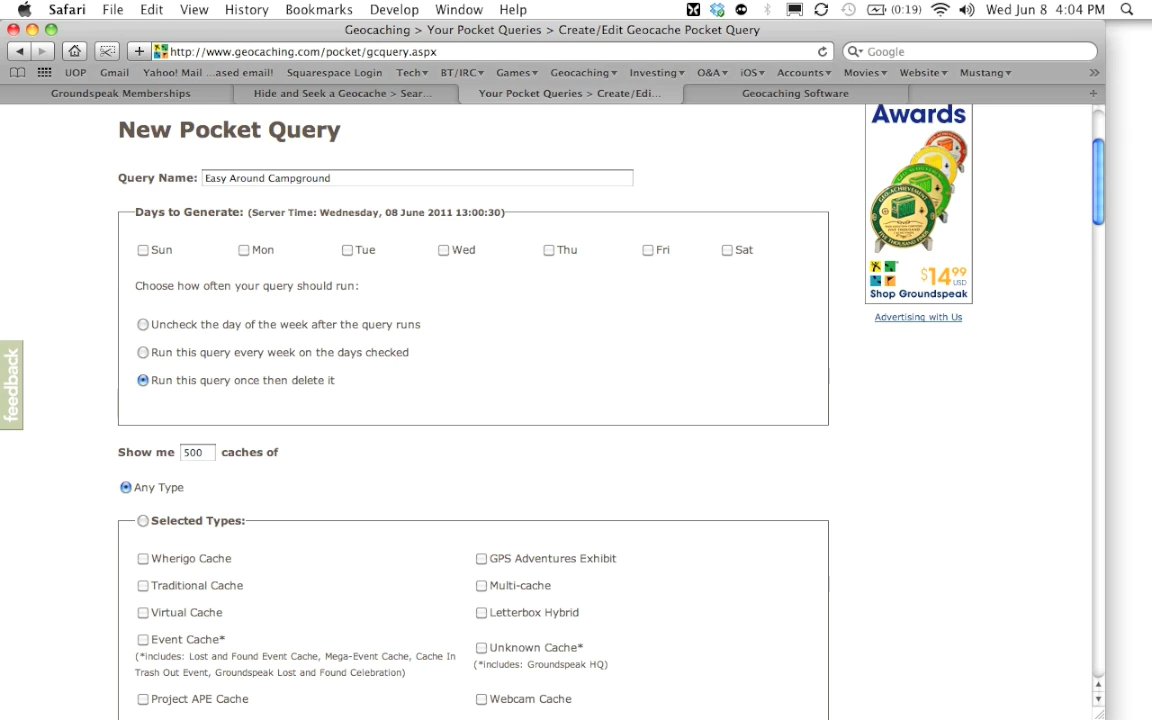 Safari File Edit View History Bookmarks Develop Window Help (0:19) Wed Jun 8 4:04 PM
Geocaching > Your Pocket Queries > Create/Edit Geocache Pocket Query
http://www.geocaching.com/pocket/gcquery.aspx Google
UOP Gmail Yahoo! Mail ...ased email! Squarespace Login Tech BT/IRC Games Geocaching Investing O&A iOS Accounts Movies Website Mustang
Groundspeak Memberships Hide and Seek a Geocache > Sear... Your Pocket Queries > Create/Edi... Geocaching Software
Awards
New Pocket Query
Query Name: Easy Around Campground
Days to Generate: (Server Time: Wednesday, 08 June 2011 13:00:30)
Sun Mon Tue Wed Thu Fri Sat
$14.99 USD
Shop Groundspeak
Advertising with Us
Choose how often your query should run:
Uncheck the day of the week after the query runs
Run this query every week on the days checked
Run this query once then delete it
feedback
Show me 500 caches of
Any Type
Selected Types:
Wherigo Cache GPS Adventures Exhibit
Traditional Cache Multi-cache
Virtual Cache Letterbox Hybrid
Event Cache* Unknown Cache*
(*includes: Lost and Found Event Cache, Mega-Event Cache, Cache In (*includes: Groundspeak HQ)
Trash Out Event, Groundspeak Lost and Found Celebration)
Project APE Cache Webcam Cache